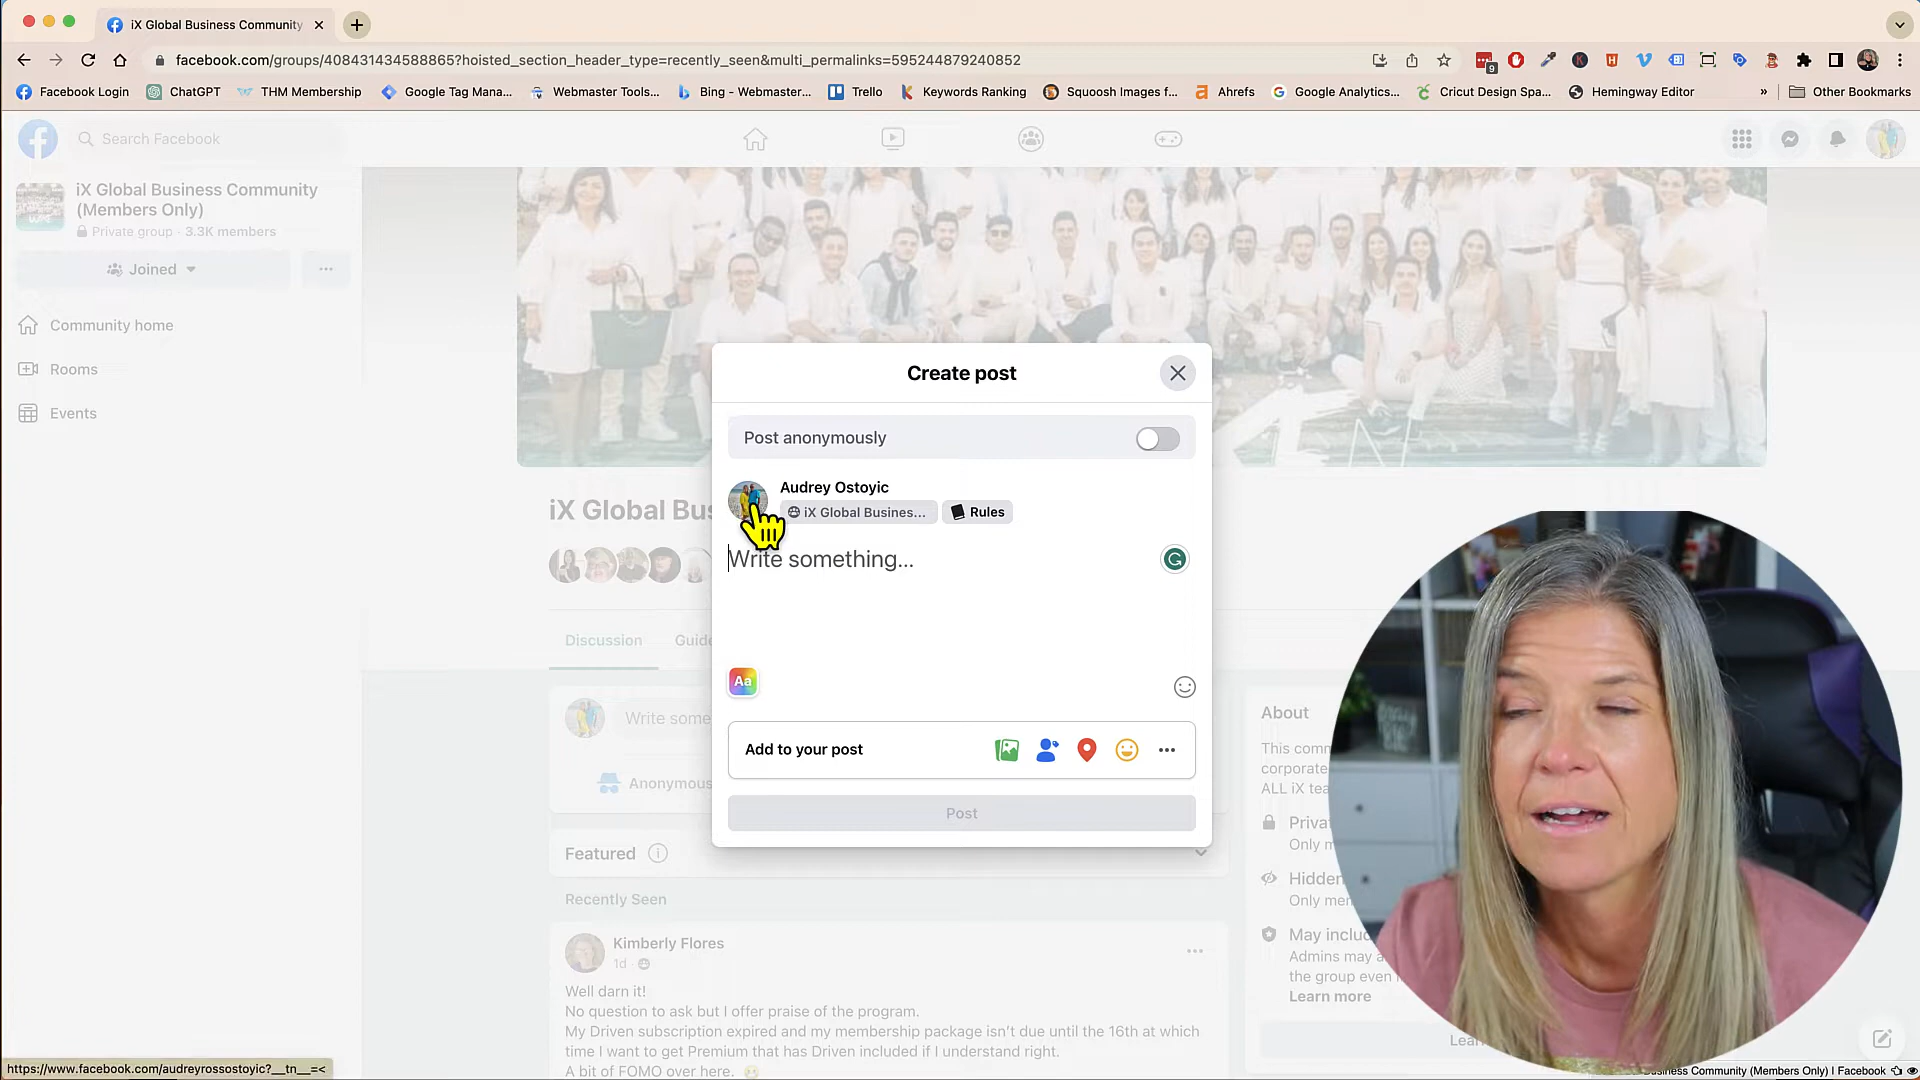 iX Global Business Community
facebook.com/groups/408431434588865?hoisted_section_header_type=recently_seen&multi_permalinks=595244879240852
9
Facebook Login
ChatGPT
THM Membership
Google Tag Mana...
Webmaster Tools...
Bing - Webmaster...
Trello
Keywords Ranking
Squoosh Images f...
Ahrefs
Google Analytics...
Cricut Design Spa...
Hemingway Editor
»
Other Bookmarks
Search Facebook
iX Global Business Community
(Members Only)
Private group · 3.3K members
Joined
Community home
Rooms
Events
Create post
Post anonymously
Audrey Ostoyic
iX Global Busines...
Rules
Write something...
Aa
Add to your post
Post
iX Global Bus
Discussion
Guide
Write some
Anonymous
Featured
Recently Seen
Kimberly Flores
1d
Well darn it!
No question to ask but I offer praise of the program.
My Driven subscription expired and my membership package isn't due until the 16th at which
time I want to get Premium that has Driven included if I understand right.
A bit of FOMO over here.
About
This comm
corporate
ALL iX tea
Privat
Only m
Hidden
Only mem
May includ
Admins may a
the group even
Learn more
Lear
https://www.facebook.com/audreyrossostoyic?__tn__=<
usiness Community (Members Only) | Facebook